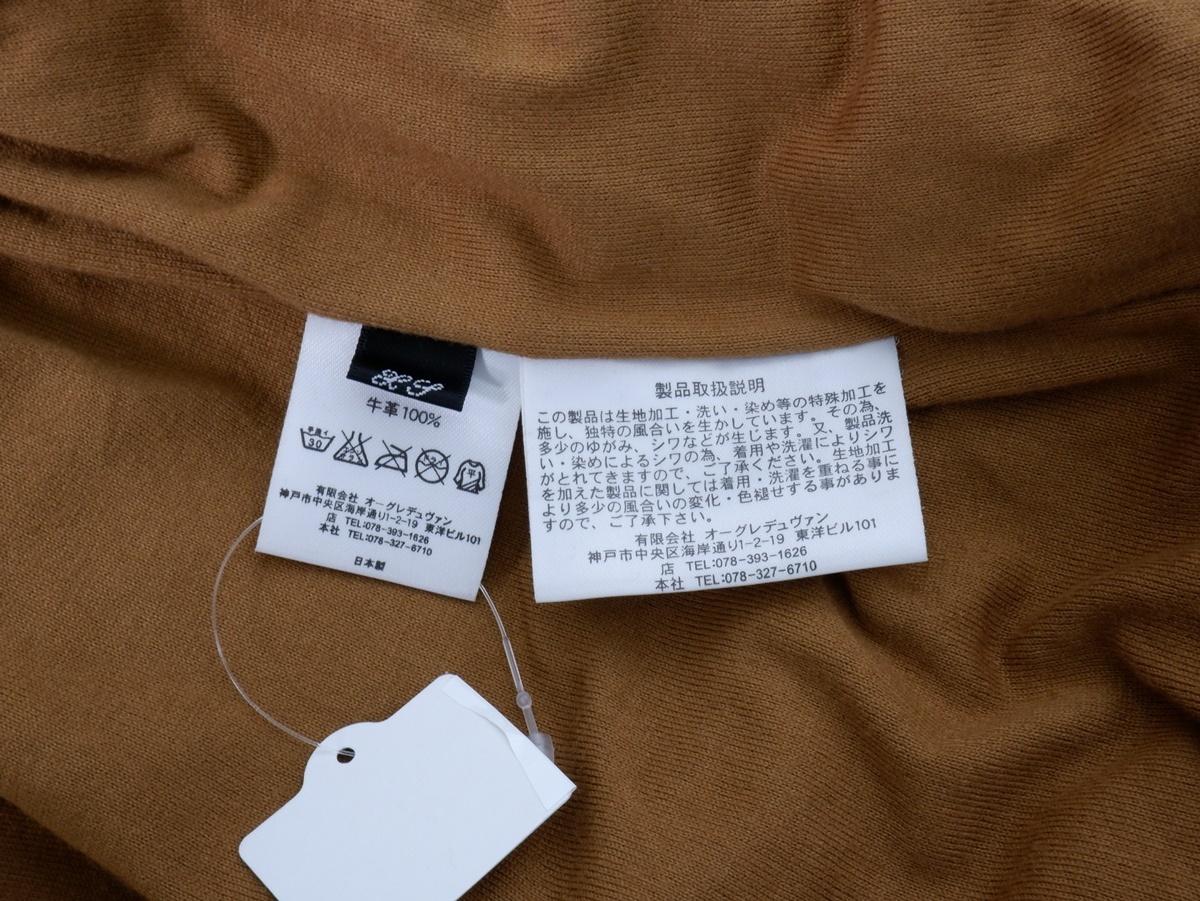 牛革100%
手洗イ
30
平
有限会社 オーグレデュヴァン
神戸市中央区海岸通り1-2-19 東洋ビル101
店 TEL:078-393-1626
本社 TEL:078-327-6710
日本製
製品取扱説明
この製品は生地加工・洗い・染め等の特殊加工を
施し、独特の風合いを生かしています。その為、
多少のゆがみ、シワなどが生じます。又、製品洗
い・染めによるシワの為、着用や洗濯によりシワ
がとれてきますので、ご了承ください。生地加工
を加えた製品に関しては着用・洗濯を重ねる事に
より多少の風合いの変化・色褪せする事がありま
すので、ご了承下さい。
有限会社 オーグレデュヴァン
神戸市中央区海岸通り1-2-19 東洋ビル101
店 TEL:078-393-1626
本社 TEL:078-327-6710